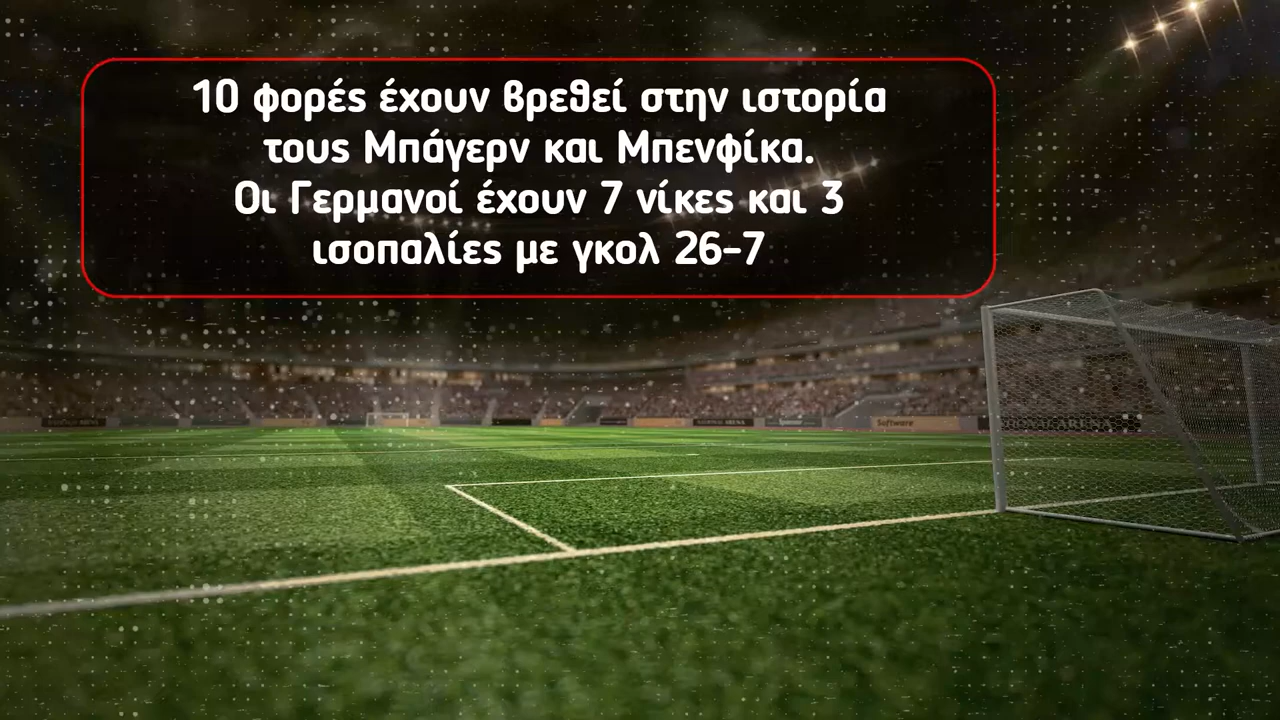 10 φορές έχουν βρεθεί στην ιστορία
τους Μπάγερν και Μπενφίκα.
Οι Γερμανοί έχουν 7 νίκες και 3
ισοπαλίες με γκολ 26-7
Software